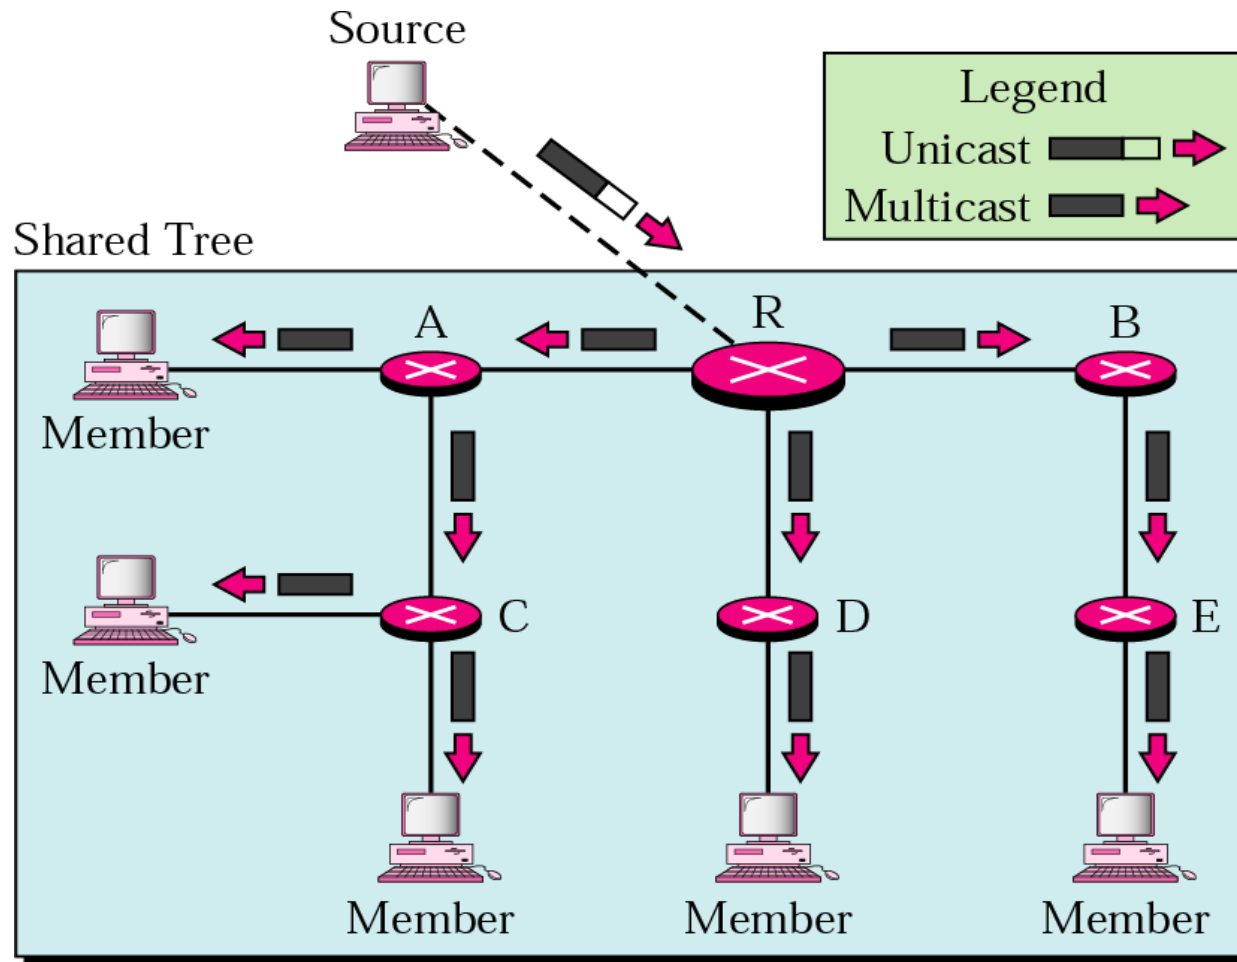 Source
Legend
Unicast
Multicast
Shared Tree
A
R
B
Member
C
D
E
Member
Member
Member
Member